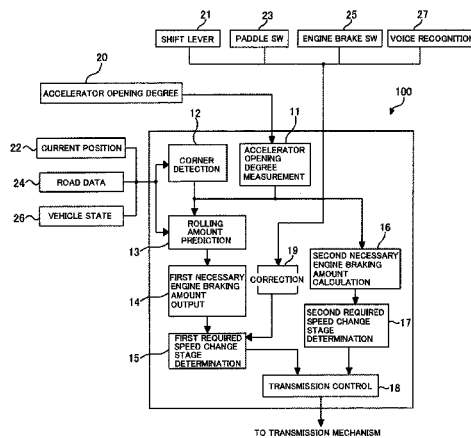 21
23
25
27
SHIFT LEVER
PADDLE SW
ENGINE BRAKE SW
VOICE RECOGNITION
20
ACCELERATOR OPENING DEGREE
100
12
11
22
CURRENT POSITION
CORNER
DETECTION
ACCELERATOR
OPENING
DEGREE
MEASUREMENT
24
ROAD DATA
26
VEHICLE STATE
ROLLING
AMOUNT
PREDICTION
13
19
16
FIRST NECESSARY
ENGINE BRAKING
AMOUNT
OUTPUT
14
CORRECTION
SECOND NECESSARY
ENGINE BRAKING
AMOUNT
CALCULATION
SECOND REQUIRED
SPEED CHANGE
STAGE
DETERMINATION
17
FIRST REQUIRED
SPEED CHANGE
STAGE DETERMINATION
15
TRANSMISSION CONTROL
18
TO TRANSMISSION MECHANISM